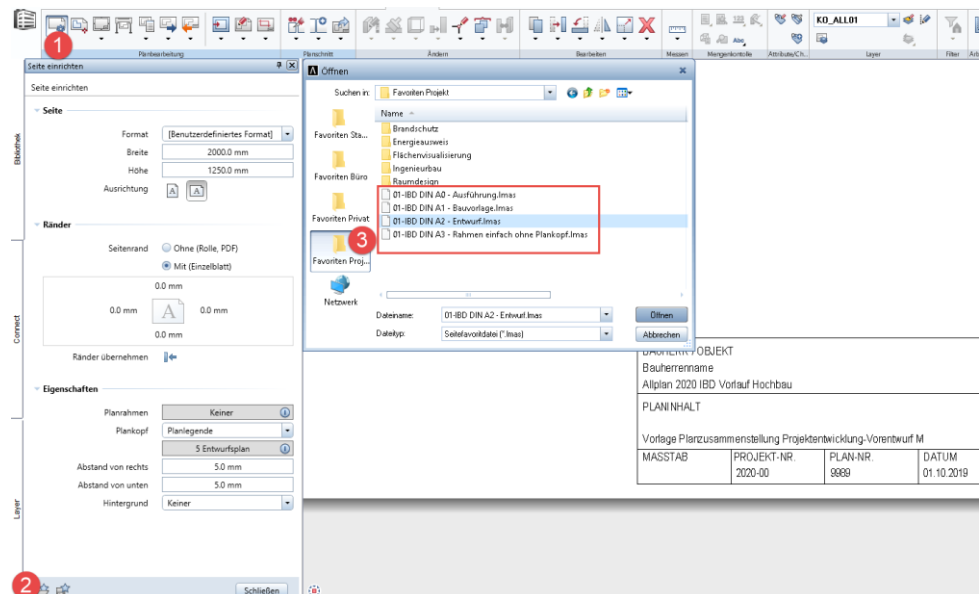 KO_ALL01
1
Planbearbeitung
Planschnitt
Ändern
Bearbeiten
Messen
Mengenkontolle
Attribute/Ch...
Layer
Filter
Seite einrichten
Seite einrichten
Seite
Format
[Benutzerdefiniertes Format]
Breite
2000.0 mm
Höhe
1250.0 mm
Ausrichtung
Ränder
Seitenrand
Ohne (Rolle, PDF)
Mit (Einzelblatt)
0.0 mm
0.0 mm
0.0 mm
0.0 mm
Ränder übernehmen
Eigenschaften
Planrahmen
Keiner
Plankopf
Planlegende
5 Entwurfsplan
Abstand von rechts
5.0 mm
Abstand von unten
5.0 mm
Hintergrund
Keiner
2
Schließen
Bibliothek
Connect
Layer
Öffnen
Suchen in:
Favoriten Projekt
Name
Favoriten Sta...
Favoriten Büro
Favoriten Privat
Favoriten Proj...
Netzwerk
Brandschutz
Energieausweis
Flächenvisualisierung
Ingenieurbau
Raumdesign
01-IBD DIN A0 - Ausführung.lmas
01-IBD DIN A1 - Bauvorlage.lmas
01-IBD DIN A2 - Entwurf.lmas
01-IBD DIN A3 - Rahmen einfach ohne Plankopf.lmas
3
Dateiname:
01-IBD DIN A2 - Entwurf.lmas
Öffnen
Dateityp:
Seitefavoritdatei (*.lmas)
Abbrechen
BAUHERR / OBJEKT
Bauherrenname
Allplan 2020 IBD Vorlauf Hochbau
PLANINHALT
Vorlage Planzusammenstellung Projektentwicklung-Vorentwurf M
MASSTAB
PROJEKT-NR.
PLAN-NR.
DATUM
2020-00
9989
01.10.2019